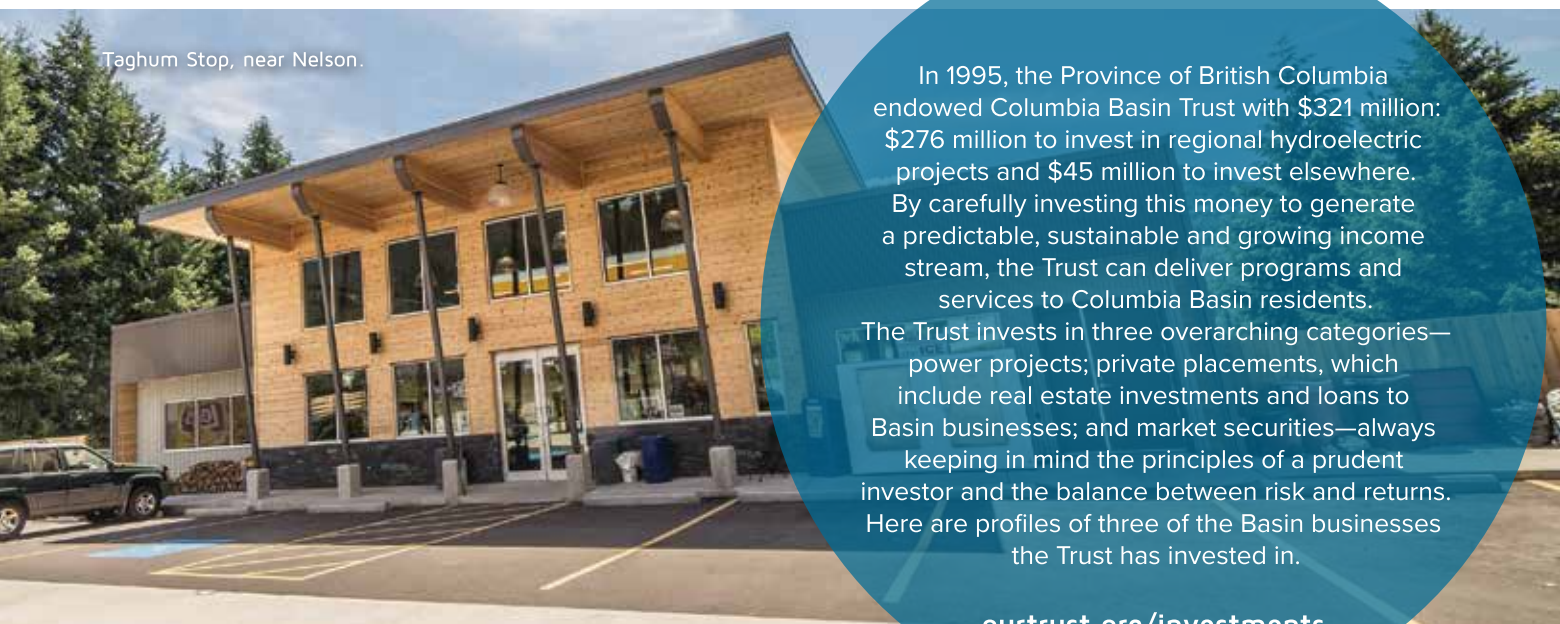 Taghum Stop, near Nelson.
In 1995, the Province of British Columbia
endowed Columbia Basin Trust with $321 million:
$276 million to invest in regional hydroelectric
projects and $45 million to invest elsewhere.
By carefully investing this money to generate
a predictable, sustainable and growing income
stream, the Trust can deliver programs and
services to Columbia Basin residents.
The Trust invests in three overarching categories—
power projects; private placements, which
include real estate investments and loans to
Basin businesses; and market securities—always
keeping in mind the principles of a prudent
investor and the balance between risk and returns.
Here are profiles of three of the Basin businesses
the Trust has invested in.
ourtrust.org/investments